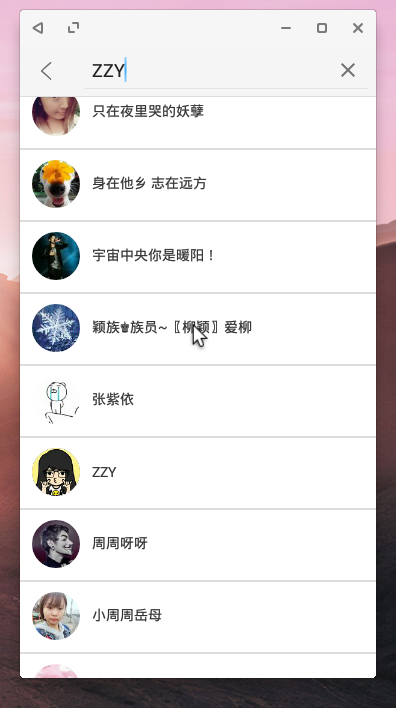 ZZY
只在夜里哭的妖孽
身在他乡 志在远方
宇宙中央你是暖阳！
颖族♚族员~〖柳颖〗爱柳
张紫依
ZZY
周周呀呀
小周周岳母